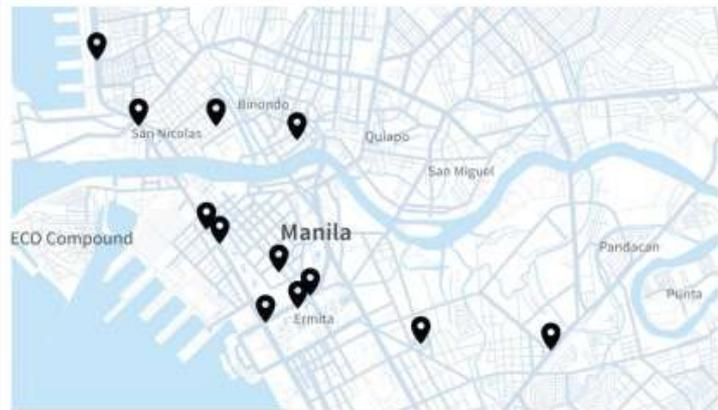 Binondo
San Nicolas
Quiapo
San Miguel
Manila
ECO Compound
Pandacan
Punta
Ermita